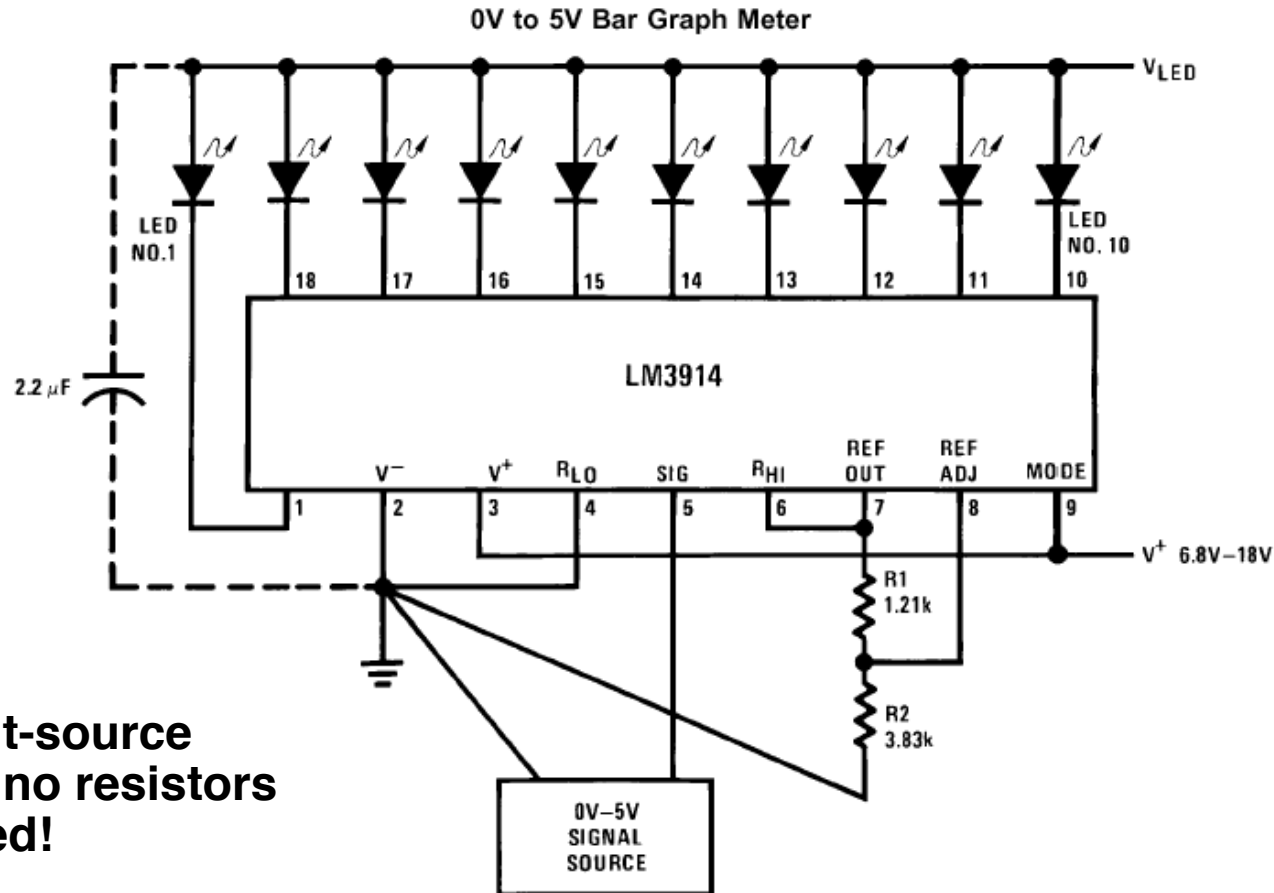 0V to 5V Bar Graph Meter
VLED
LED
NO.1
LED
NO. 10
18 17 16 15 14 13 12 11 10
2.2 μF
LM3914
V− V+ RLO SIG RHI REF OUT REF ADJ MODE
1 2 3 4 5 6 7 8 9
V+ 6.8V–18V
R1
1.21k
R2
3.83k
t-source
no resistors
ed!
0V–5V
SIGNAL
SOURCE